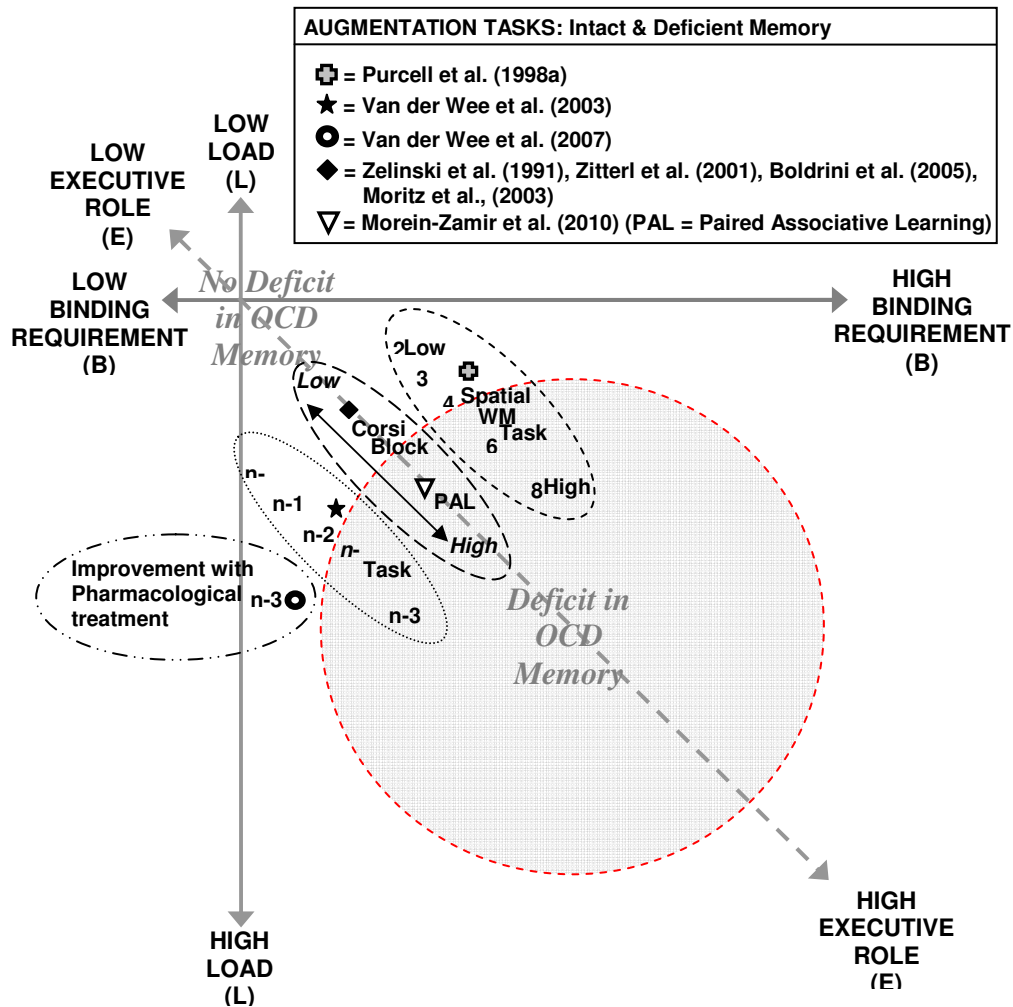 AUGMENTATION TASKS: Intact & Deficient Memory
= Purcell et al. (1998a)
= Van der Wee et al. (2003)
= Van der Wee et al. (2007)
= Zelinski et al. (1991), Zitterl et al. (2001), Boldrini et al. (2005),
Moritz et al., (2003)
= Morein-Zamir et al. (2010) (PAL = Paired Associative Learning)
LOW
LOAD
(L)
LOW
EXECUTIVE
ROLE
(E)
LOW
BINDING
REQUIREMENT
(B)
HIGH
BINDING
REQUIREMENT
(B)
No Deficit
in OCD
Memory
2Low
3
4 Spatial
WM
Task
6
8High
Low
Corsi
Block
PAL
High
n-
n-1
n-2
n-
Task
n-3
Improvement with
Pharmacological
treatment
n-3
Deficit in
OCD
Memory
HIGH
LOAD
(L)
HIGH
EXECUTIVE
ROLE
(E)